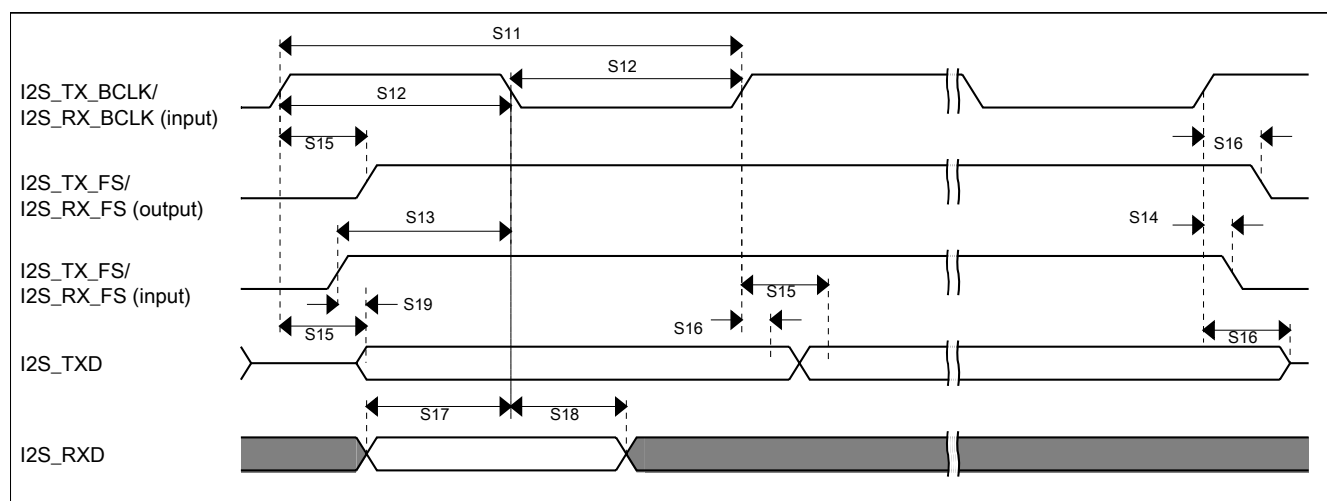 S11
S12
I2S_TX_BCLK/
I2S_RX_BCLK (input)
S12
S15
S16
I2S_TX_FS/
I2S_RX_FS (output)
S13
S14
I2S_TX_FS/
I2S_RX_FS (input)
S15
S19
S15
S16
S16
I2S_TXD
S17
S18
I2S_RXD